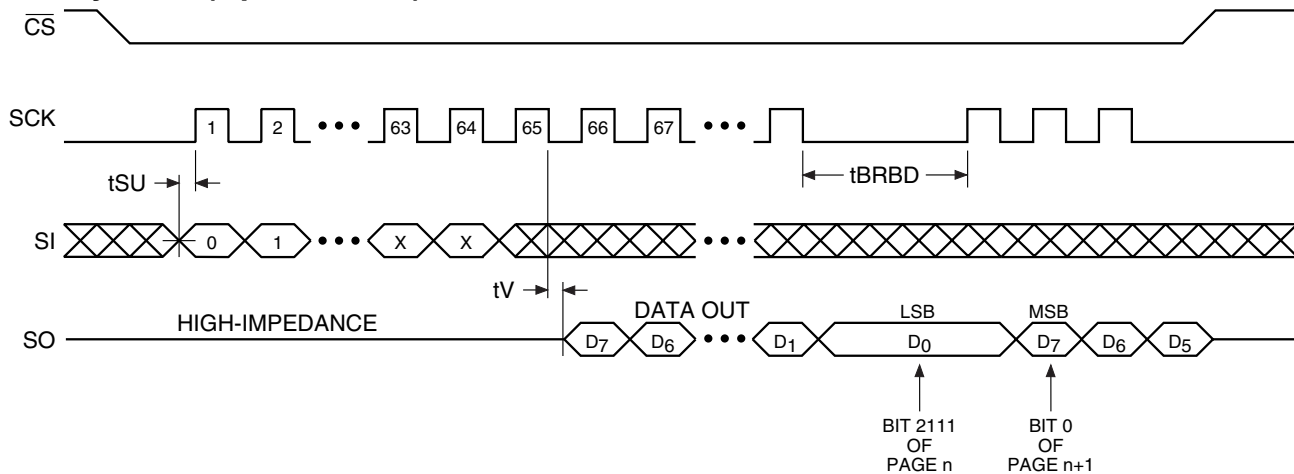 CS
SCK
1 2 ••• 63 64 65 66 67 •••
tSU
tBRBD
SI
0 1 ••• X X •••
tV
HIGH-IMPEDANCE
DATA OUT
LSB
MSB
SO
D7 D6 ••• D1 D0 D7 D6 D5
BIT 2111
OF
PAGE n
BIT 0
OF
PAGE n+1